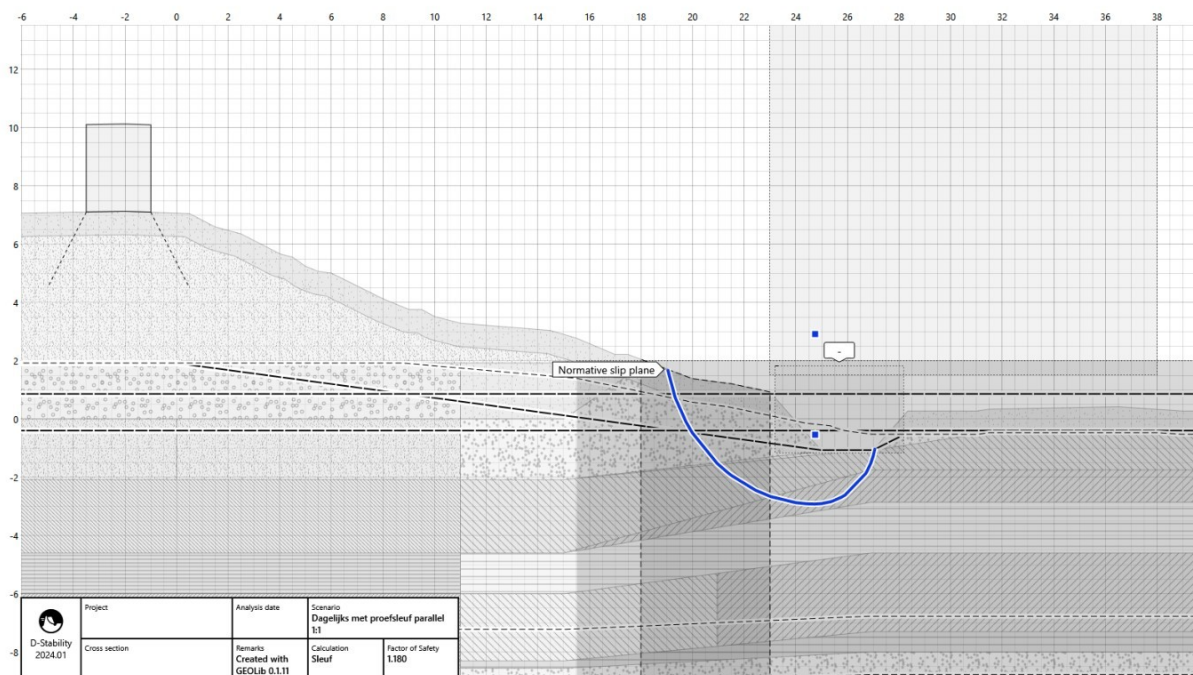 -6 -4 -2 0 2 4 6 8 10 12 14 16 18 20 22 24 26 28 30 32 34 36 38
12
10
8
6
4
2
0
-2
-4
-6
-8
Normative slip plane
-
D-Stability
2024.01
Project
Analysis date
Scenario
Dagelijks met proefsleuf parallel
1:1
Cross section
Remarks
Created with
GEOLib 0.1.11
Calculation
Sleuf
Factor of Safety
1.180